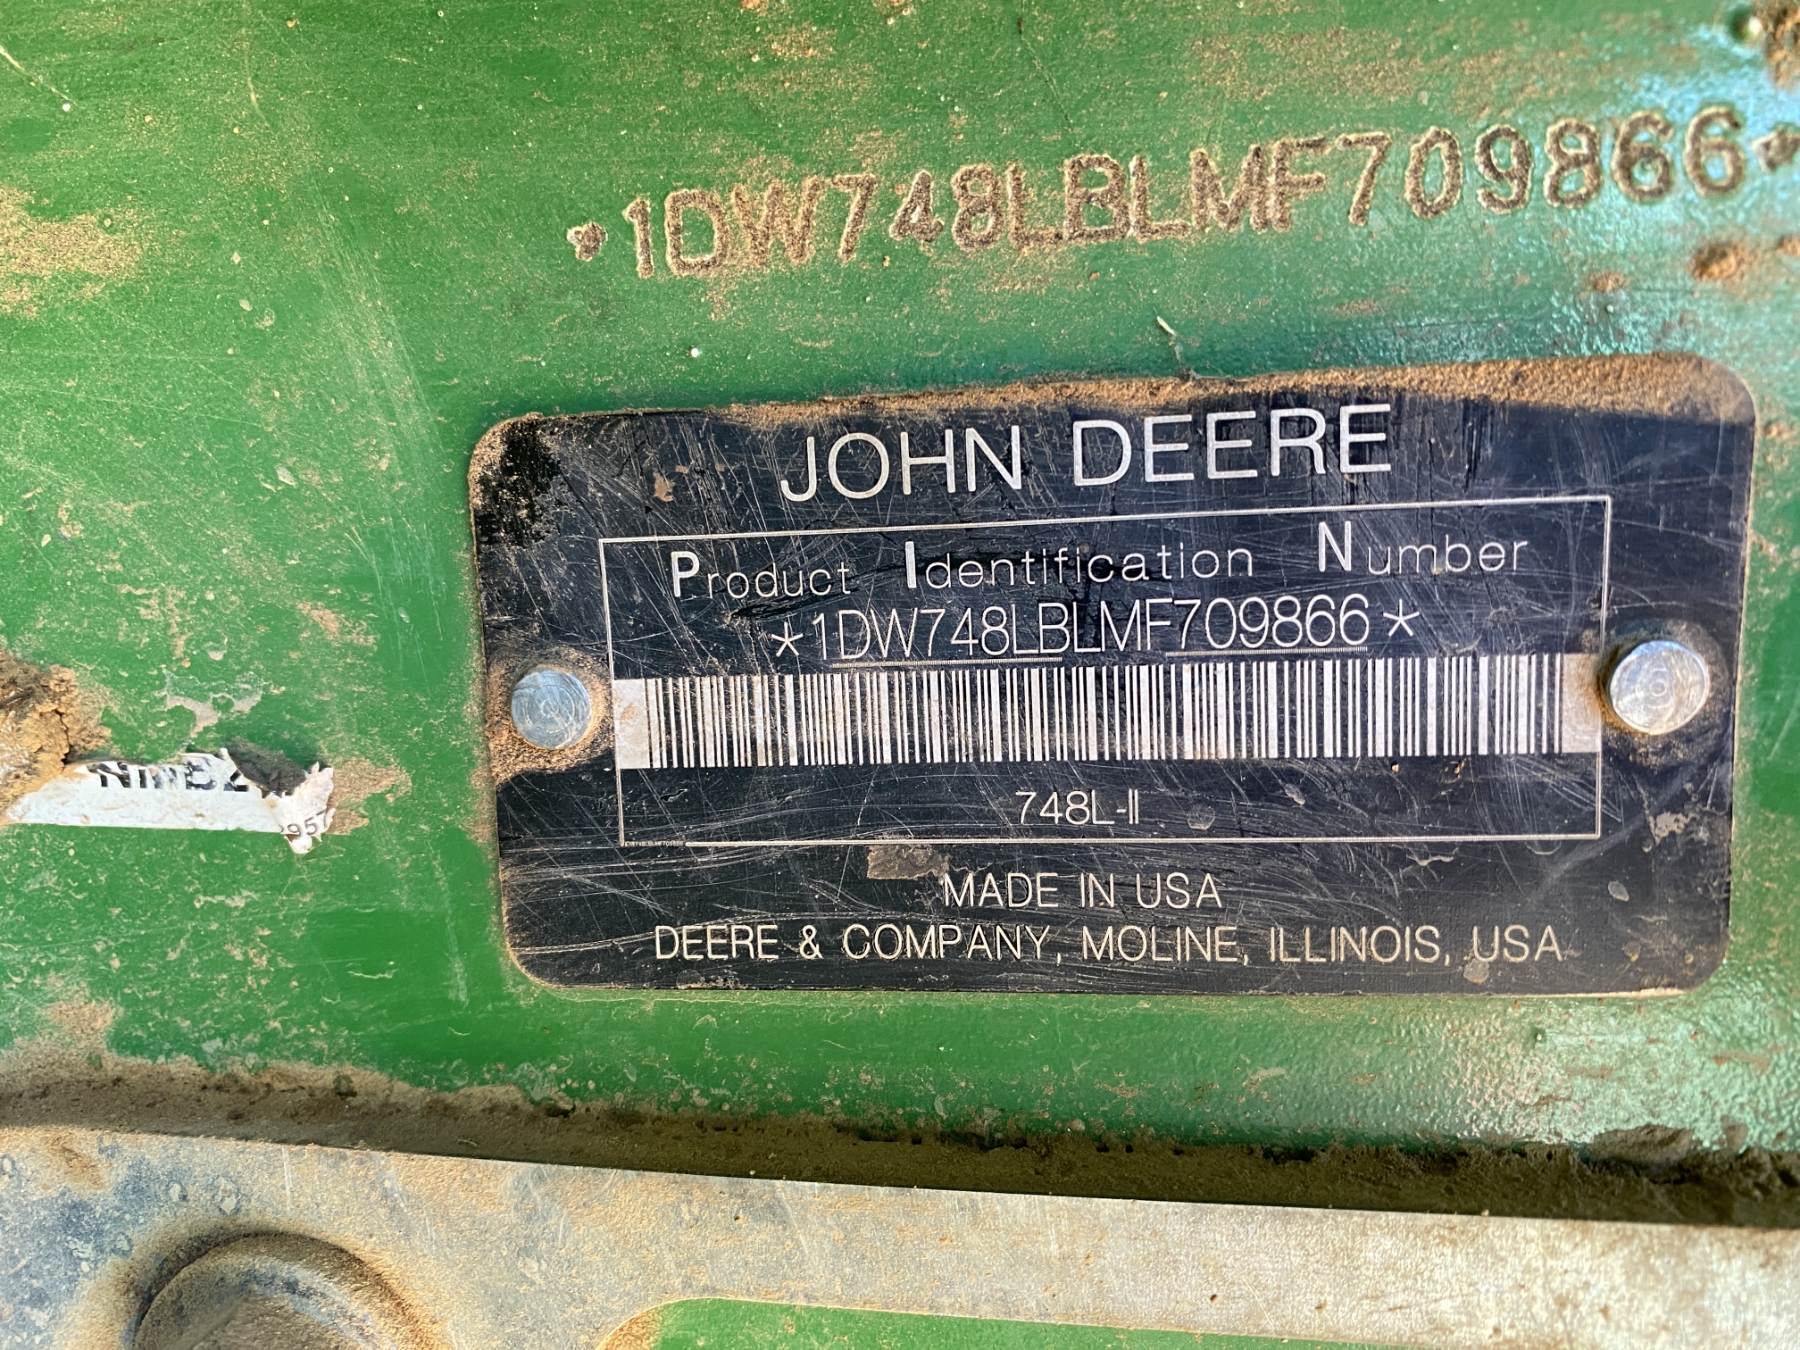 *1DW748LBLMF709866*
JOHN DEERE
Product Identification Number
*1DW748LBLMF709866*
748L-II
MADE IN USA
DEERE & COMPANY, MOLINE, ILLINOIS, USA